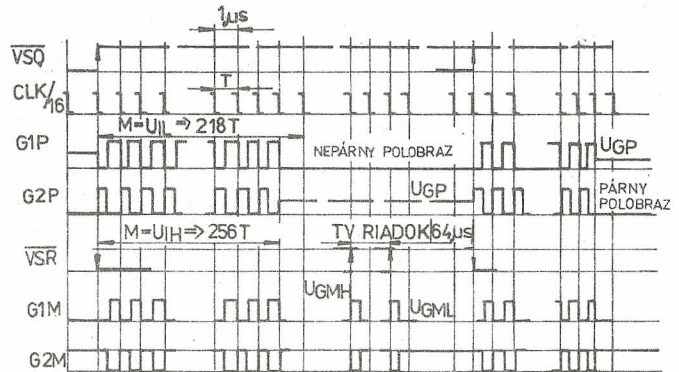 1µs
VSQ
CLK/16
T
M=UIL⇒218T
G1P
NEPÁRNY POLOBRAZ
UGP
G2P
UGP
PÁRNY
POLOBRAZ
M=UIH⇒256T
TV RIADOK 64µs
VSR
UGMH
G1M
UGML
G2M